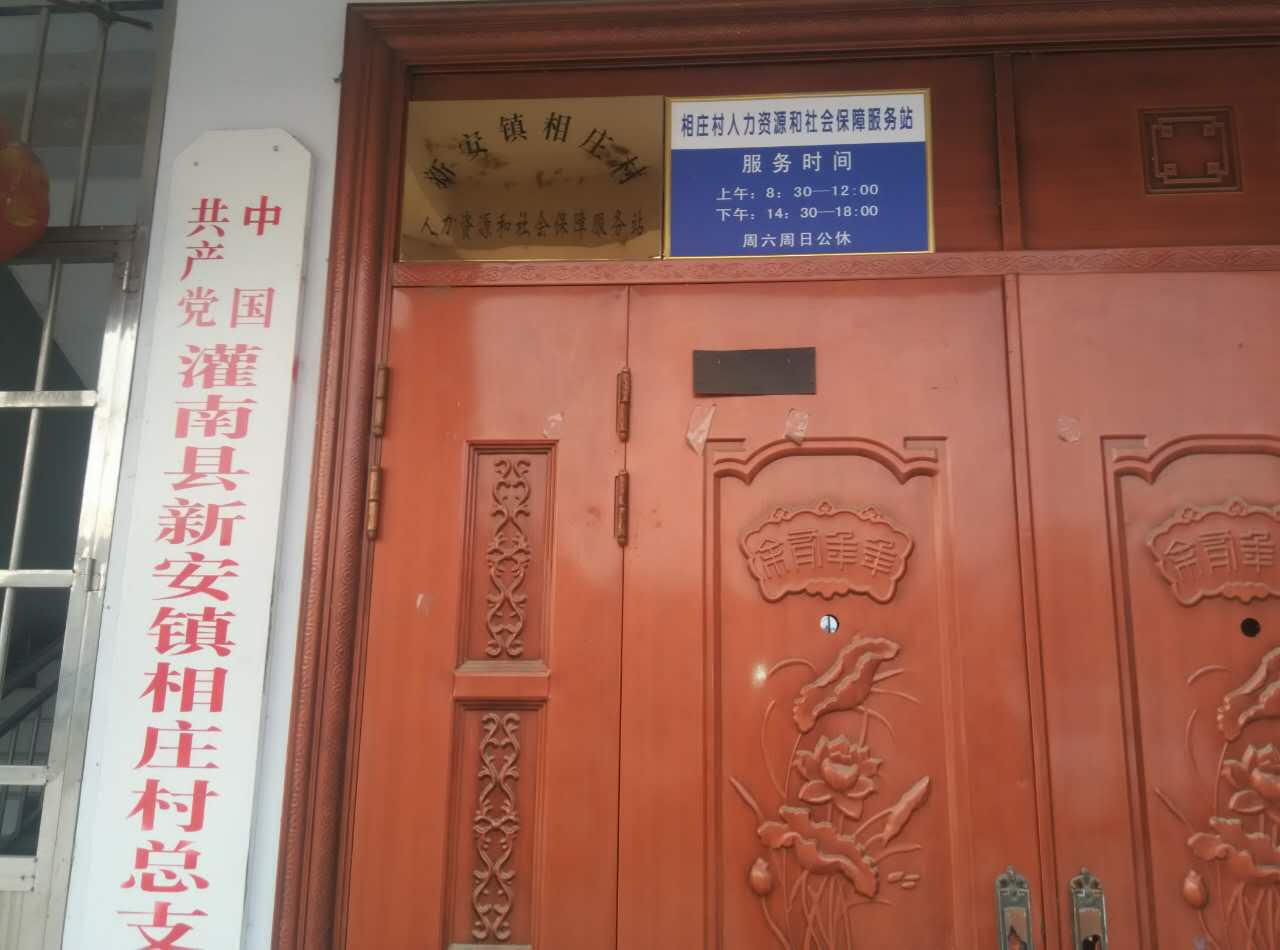 中国
共产党
灌南县新安镇相庄村总支
新安镇相庄村
人力资源和社会保障服务站
相庄村人力资源和社会保障服务站
服务时间
上午：8：30—12:00
下午：14：30—18:00
周六周日公休